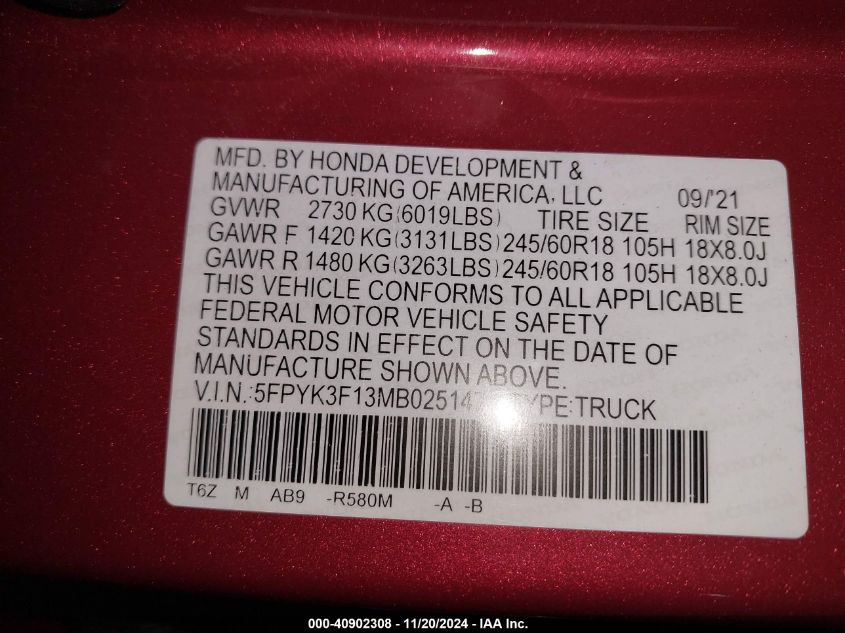 MFD. BY HONDA DEVELOPMENT &
MANUFACTURING OF AMERICA, LLC 09/'21
GVWR 2730 KG(6019LBS) TIRE SIZE RIM SIZE
GAWR F 1420 KG(3131LBS) 245/60R18 105H 18X8.0J
GAWR R 1480 KG(3263LBS) 245/60R18 105H 18X8.0J
THIS VEHICLE CONFORMS TO ALL APPLICABLE
FEDERAL MOTOR VEHICLE SAFETY
STANDARDS IN EFFECT ON THE DATE OF
MANUFACTURE SHOWN ABOVE.
V.I.N.: TYPE:TRUCK
T6Z M AB9 -R580M -A -B
000-40902308 - 11/20/2024 - IAA Inc.